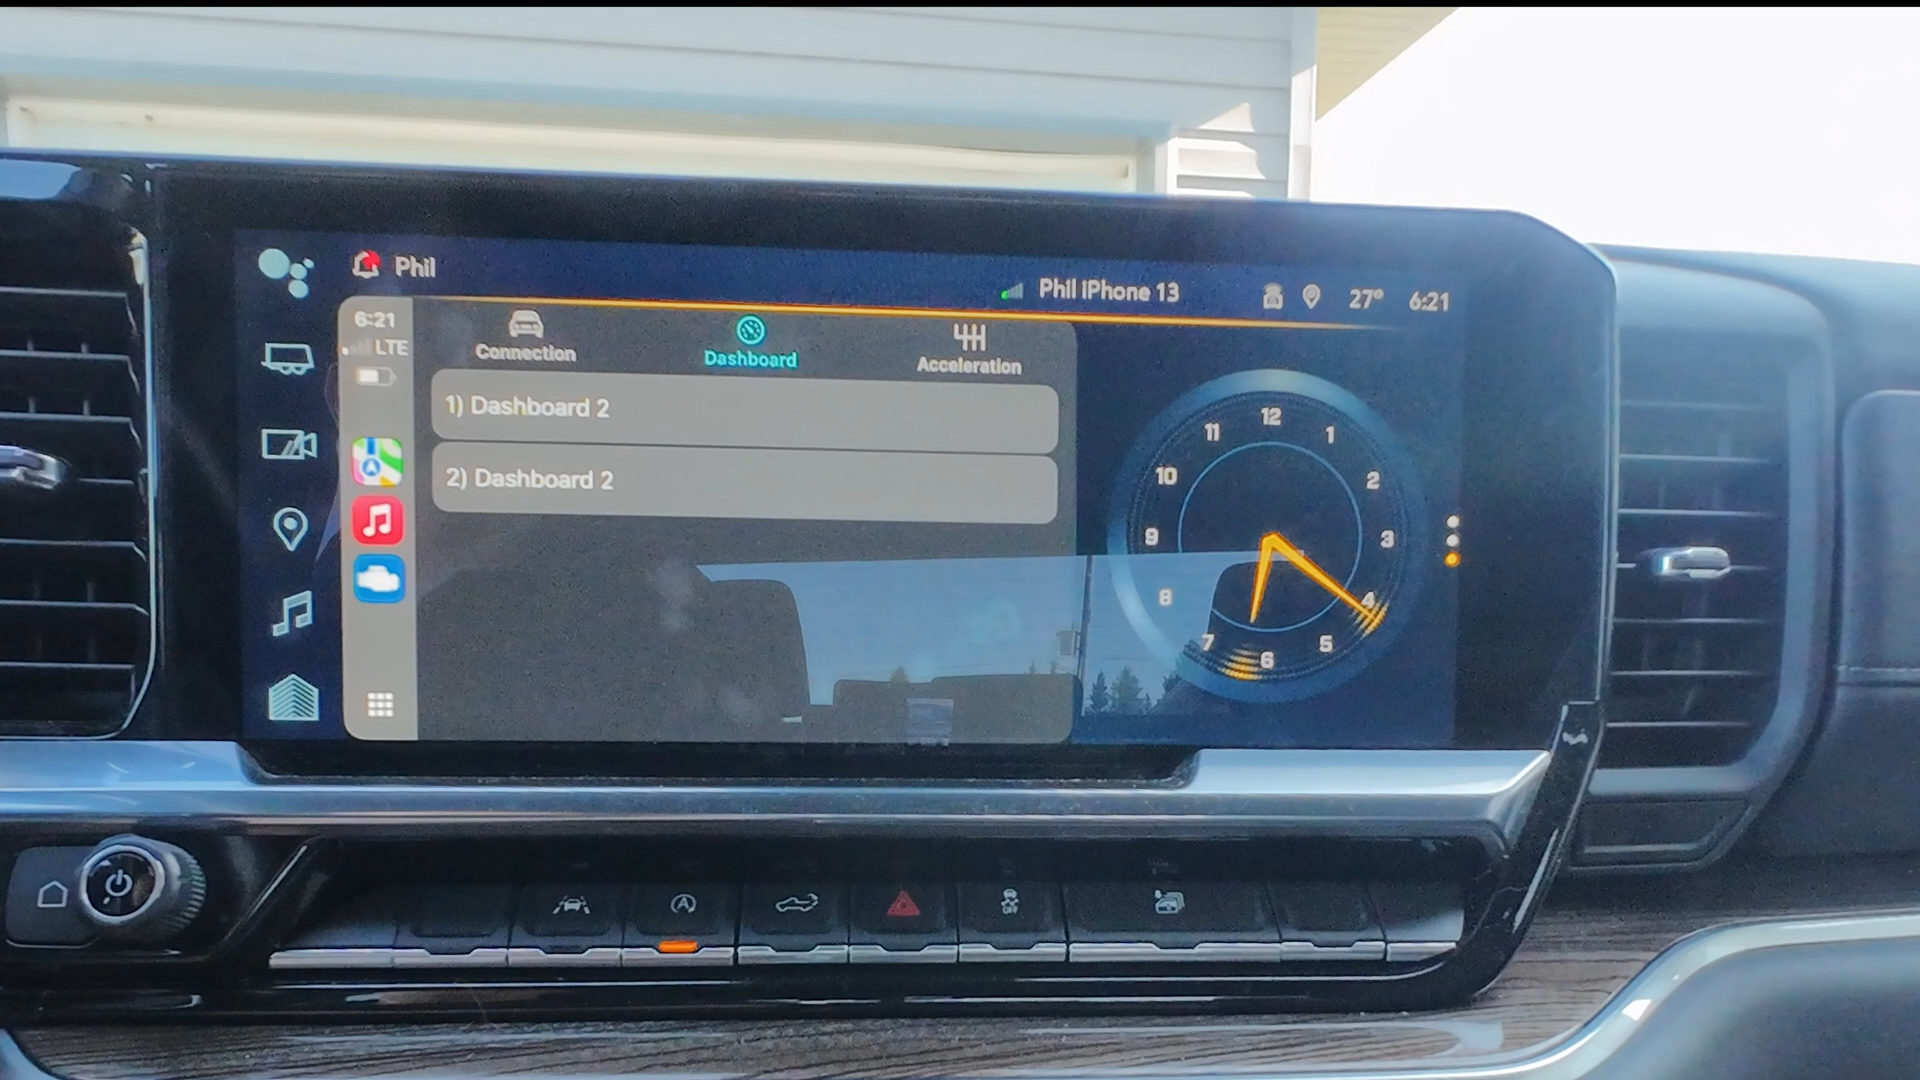 Phil
Phil iPhone 13
27° 6:21
6:21
LTE
Connection
Dashboard
Acceleration
1) Dashboard 2
2) Dashboard 2
12
1
2
3
4
5
6
7
8
9
10
11
A
OFF